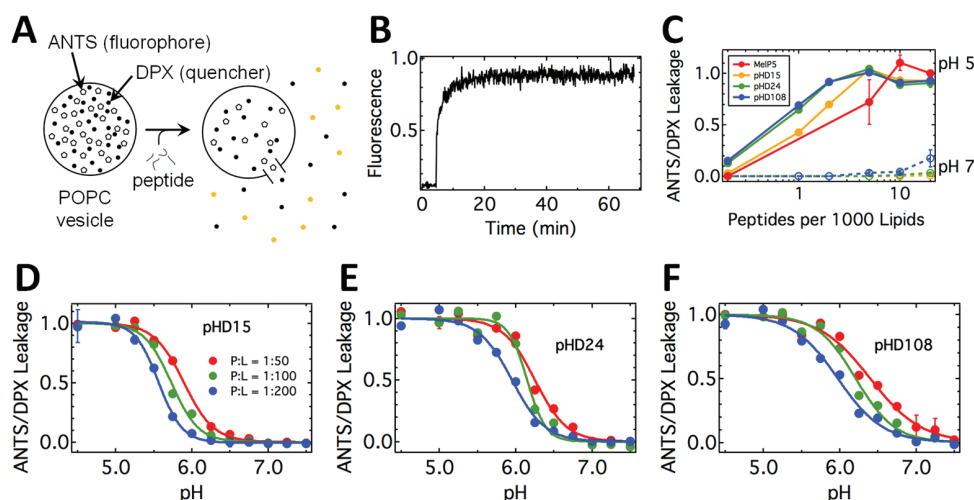 A
ANTS (fluorophore)
DPX (quencher)
peptide
POPC
vesicle
B
Fluorescence
1.0
0.5
0
20
40
60
Time (min)
C
ANTS/DPX Leakage
1.0
0.5
0.0
MelP5
pHD15
pHD24
pHD108
pH 5
pH 7
1
10
Peptides per 1000 Lipids
D
ANTS/DPX Leakage
1.0
0.5
0.0
pHD15
P:L = 1:50
P:L = 1:100
P:L = 1:200
5.0
6.0
7.0
pH
E
ANTS/DPX Leakage
1.0
0.5
0.0
pHD24
5.0
6.0
7.0
pH
F
ANTS/DPX Leakage
1.0
0.5
0.0
pHD108
5.0
6.0
7.0
pH